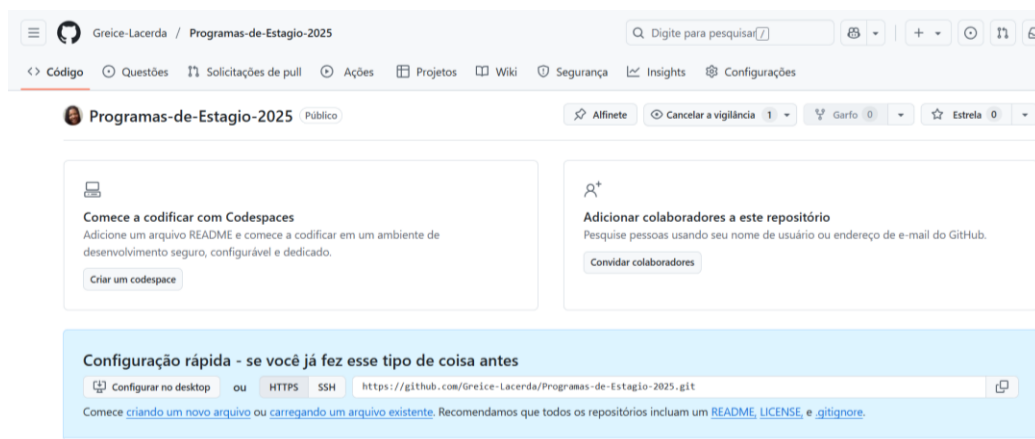 Greice-Lacerda / Programas-de-Estagio-2025
Digite para pesquisar /
Código Questões Solicitações de pull Ações Projetos Wiki Segurança Insights Configurações
Programas-de-Estagio-2025 Público
Alfinete Cancelar a vigilância 1 Garfo 0 Estrela 0
Comece a codificar com Codespaces
Adicione um arquivo README e comece a codificar em um ambiente de
desenvolvimento seguro, configurável e dedicado.
Criar um codespace
Adicionar colaboradores a este repositório
Pesquise pessoas usando seu nome de usuário ou endereço de e-mail do GitHub.
Convidar colaboradores
Configuração rápida - se você já fez esse tipo de coisa antes
Configurar no desktop ou HTTPS SSH https://github.com/Greice-Lacerda/Programas-de-Estagio-2025.git
Comece criando um novo arquivo ou carregando um arquivo existente. Recomendamos que todos os repositórios incluam um README, LICENSE, e .gitignore.